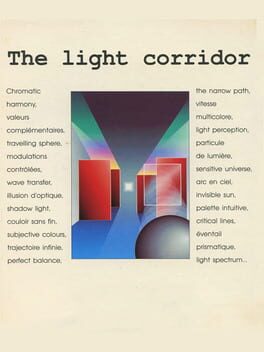 The light corridor
Chromatic
harmony,
valeurs
complémentaires,
travelling sphere,
modulations
contrôlées,
wave transfer,
illusion d'optique,
shadow light,
couloir sans fin,
subjective colours,
trajectoire infinie,
perfect balance,
the narrow path,
vitesse
multicolore,
light perception,
particule
de lumière,
sensitive universe,
arc en ciel,
invisible sun,
palette intuitive,
critical lines,
éventail
prismatique,
light spectrum...